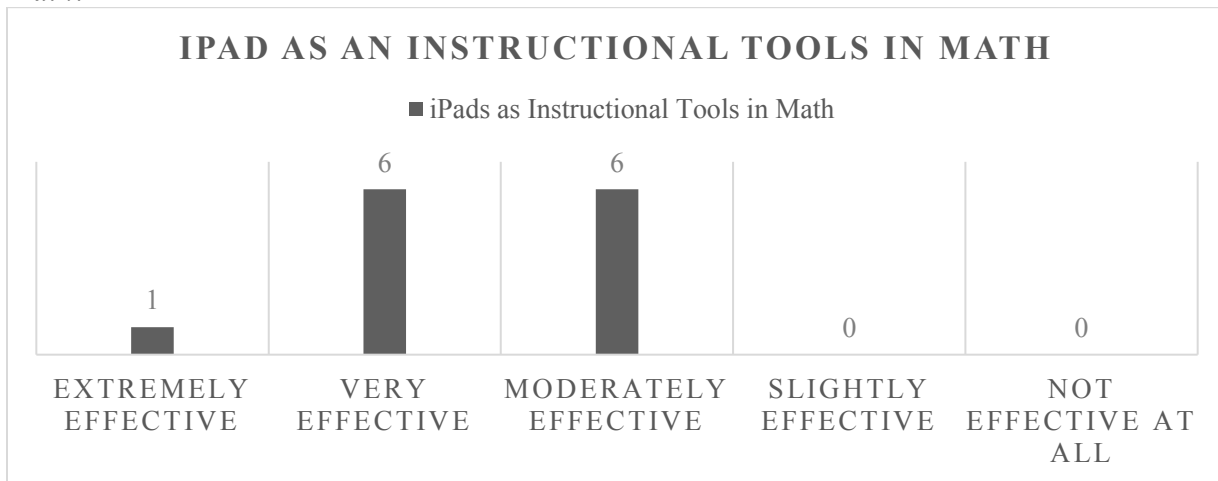 IPAD AS AN INSTRUCTIONAL TOOLS IN MATH
iPads as Instructional Tools in Math
1
6
6
0
0
EXTREMELY EFFECTIVE
VERY EFFECTIVE
MODERATELY EFFECTIVE
SLIGHTLY EFFECTIVE
NOT EFFECTIVE AT ALL